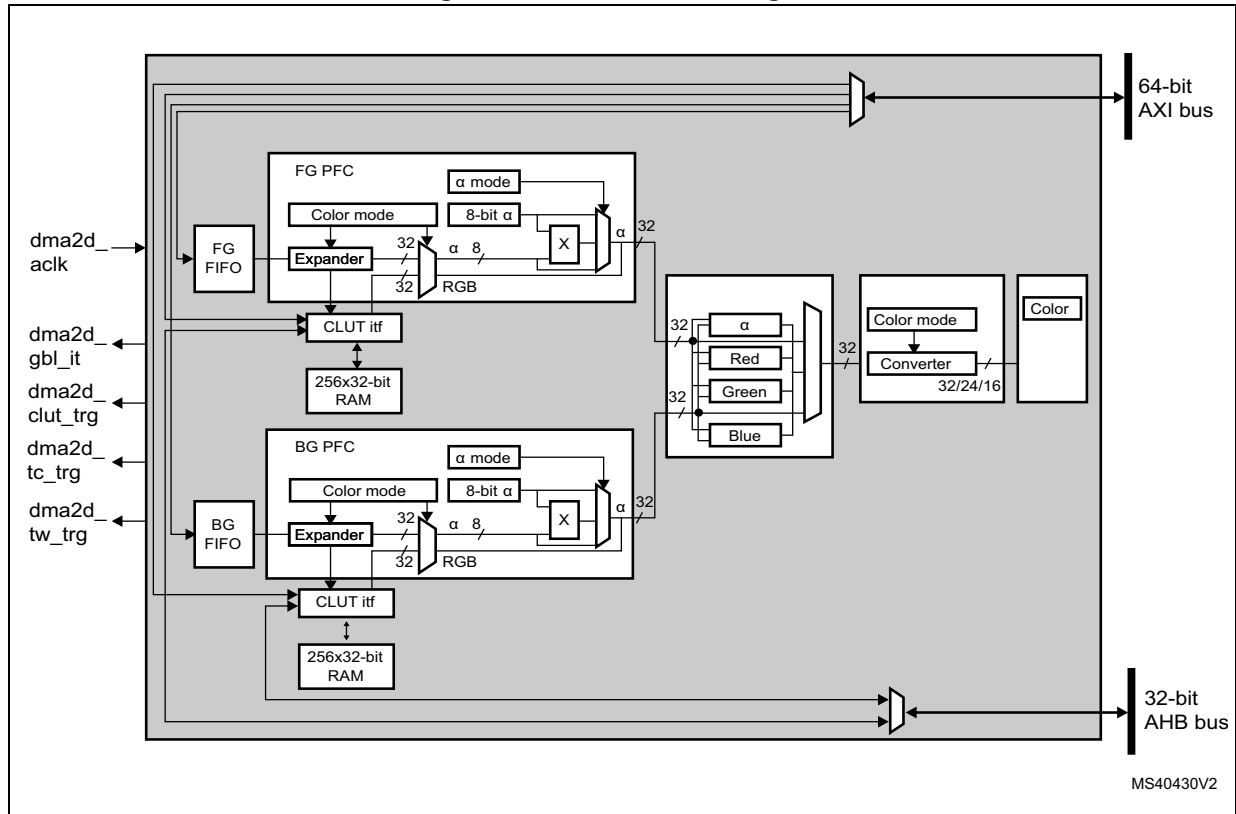 64-bit
AXI bus
FG PFC
α mode
Color mode
8-bit α
32
dma2d_
aclk
FG
FIFO
Expander
32
α 8
X
α
32
RGB
CLUT itf
256x32-bit
RAM
dma2d_
gbl_it
dma2d_
clut_trg
dma2d_
tc_trg
dma2d_
tw_trg
32
α
Red
32
Green
Blue
32
Color mode
Converter
32/24/16
Color
BG PFC
α mode
Color mode
8-bit α
32
BG
FIFO
Expander
32
α 8
X
α
32
RGB
CLUT itf
256x32-bit
RAM
32-bit
AHB bus
MS40430V2